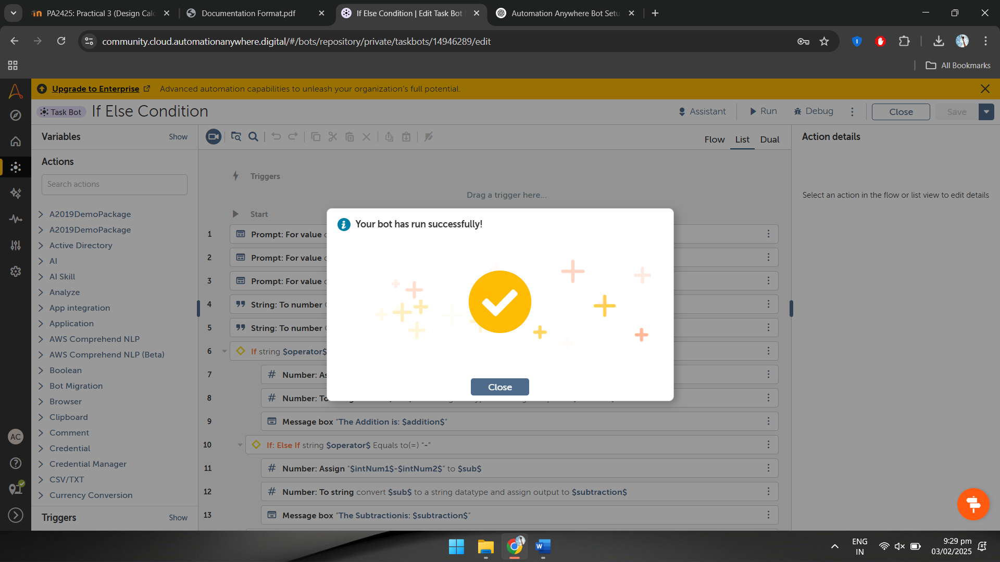 PA2425: Practical 3 (Design Calc
Documentation Format.pdf
If Else Condition | Edit Task Bot |
Automation Anywhere Bot Setu
community.cloud.automationanywhere.digital/#/bots/repository/private/taskbots/14946289/edit
All Bookmarks
Upgrade to Enterprise
Advanced automation capabilities to unleash your organization's full potential.
Task Bot
If Else Condition
Assistant
Run
Debug
Close
Save
Variables
Show
Flow
List
Dual
Action details
Actions
Search actions
Select an action in the flow or list view to edit details
A2019DemoPackage
A2019DemoPackage
Active Directory
AI
AI Skill
Analyze
App integration
Application
AWS Comprehend NLP
AWS Comprehend NLP (Beta)
Boolean
Bot Migration
Browser
Clipboard
Comment
Credential
Credential Manager
CSV/TXT
Currency Conversion
Triggers
Show
AC
Triggers
Drag a trigger here...
Start
1 Prompt: For value
2 Prompt: For value
3 Prompt: For value
4 String: To number
5 String: To number
6 If string $operator$
7 Number: As
8 Number: To
9 Message box “The Addition is: $addition$”
10 If: Else If string $operator$ Equals to(=) “-”
11 Number: Assign “$intNum1$-$intNum2$” to $sub$
12 Number: To string convert $sub$ to a string datatype and assign output to $subtraction$
13 Message box “The Subtractionis: $subtraction$”
Your bot has run successfully!
Close
ENG
IN
9:29 pm
03/02/2025